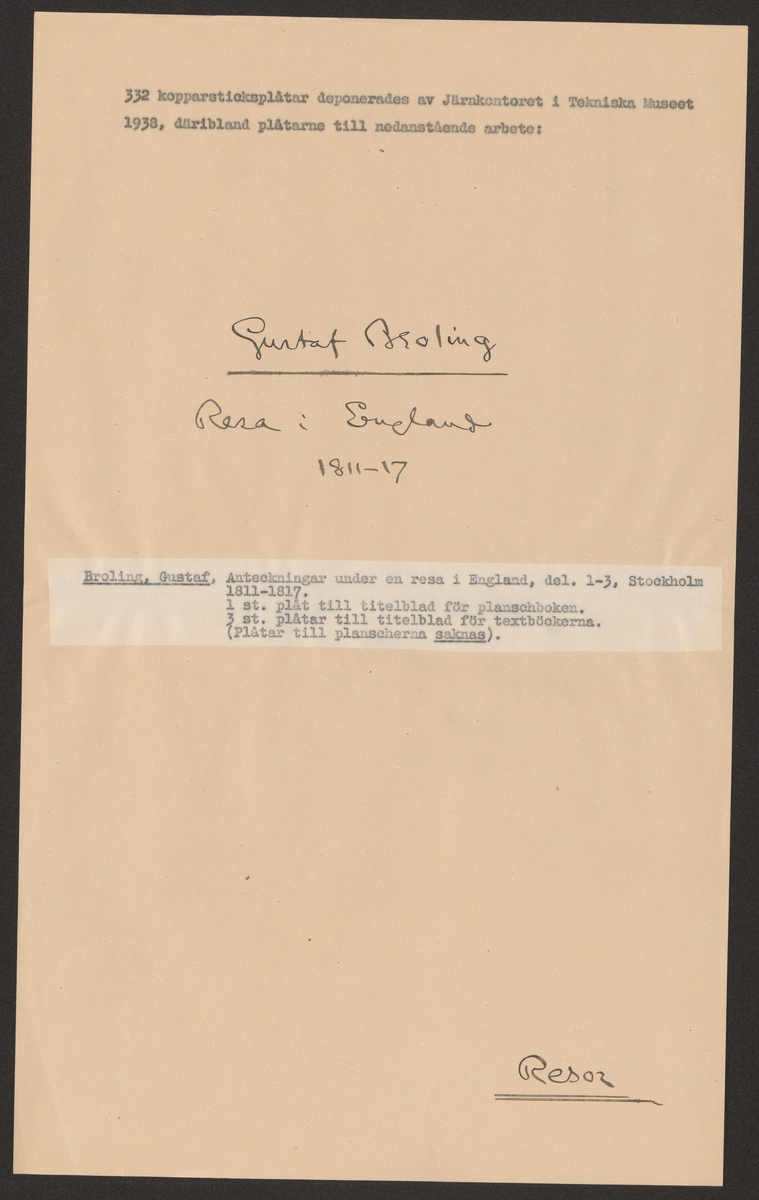 332 kopparsticksplåtar deponerades av Järnkontoret i Tekniska Museet
1938, däribland plåtarne till nedanstående arbete:
Gustaf Broling
Resa i England
1811-17
Broling, Gustaf, Anteckningar under en resa i England, del. 1-3, Stockholm
1811-1817.
1 st. plåt till titelblad för planschboken.
3 st. plåtar till titelblad för textböckerna.
(Plåtar till planscherna saknas).
Resor